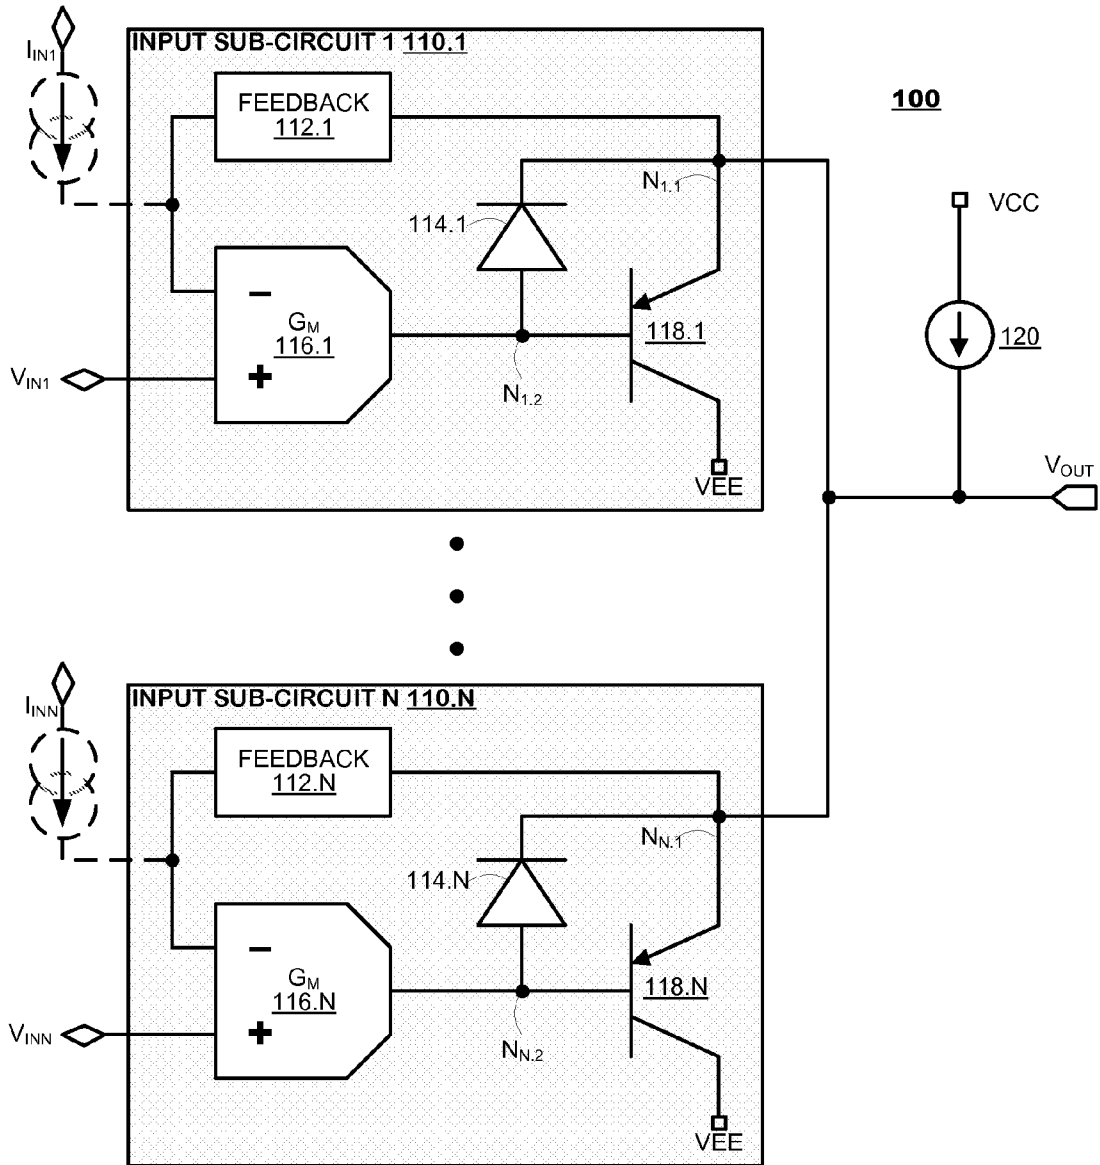 I_IN1
INPUT SUB-CIRCUIT 1 110.1
FEEDBACK
112.1
100
N_1.1
VCC
114.1
−
G_M
116.1
+
118.1
120
V_IN1
N_1.2
VEE
V_OUT
I_INN
INPUT SUB-CIRCUIT N 110.N
FEEDBACK
112.N
N_N.1
114.N
−
G_M
116.N
+
118.N
V_INN
N_N.2
VEE